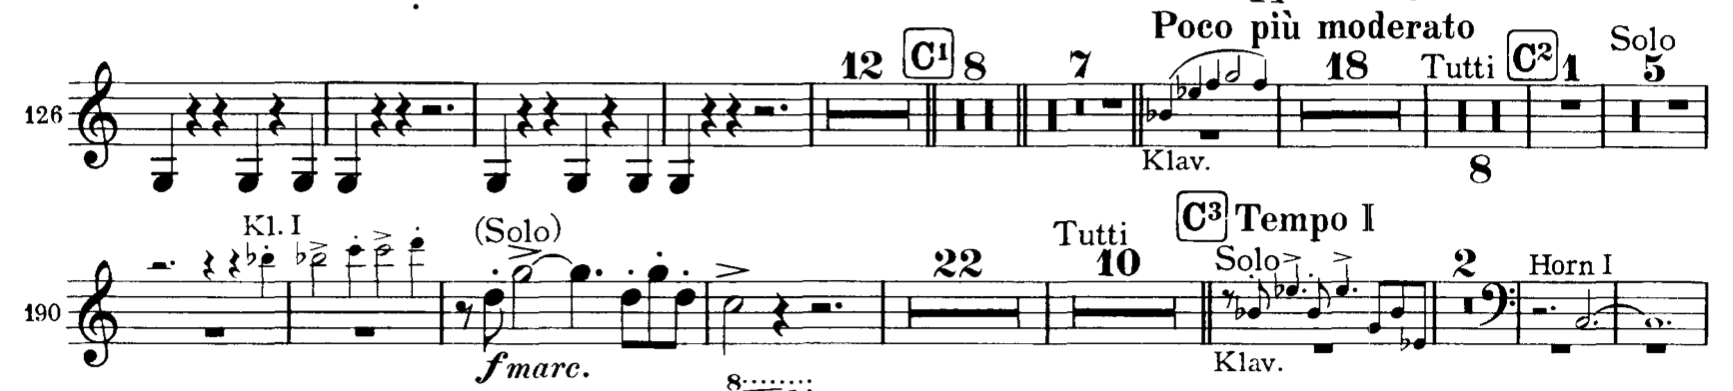 Poco più moderato
12 C1 8 7 18 Tutti C2 1 Solo 5
126
Klav. 8
Kl. I (Solo) 22 Tutti 10 C3 Tempo I Solo 2 Horn I
190
f marc. Klav.
8........